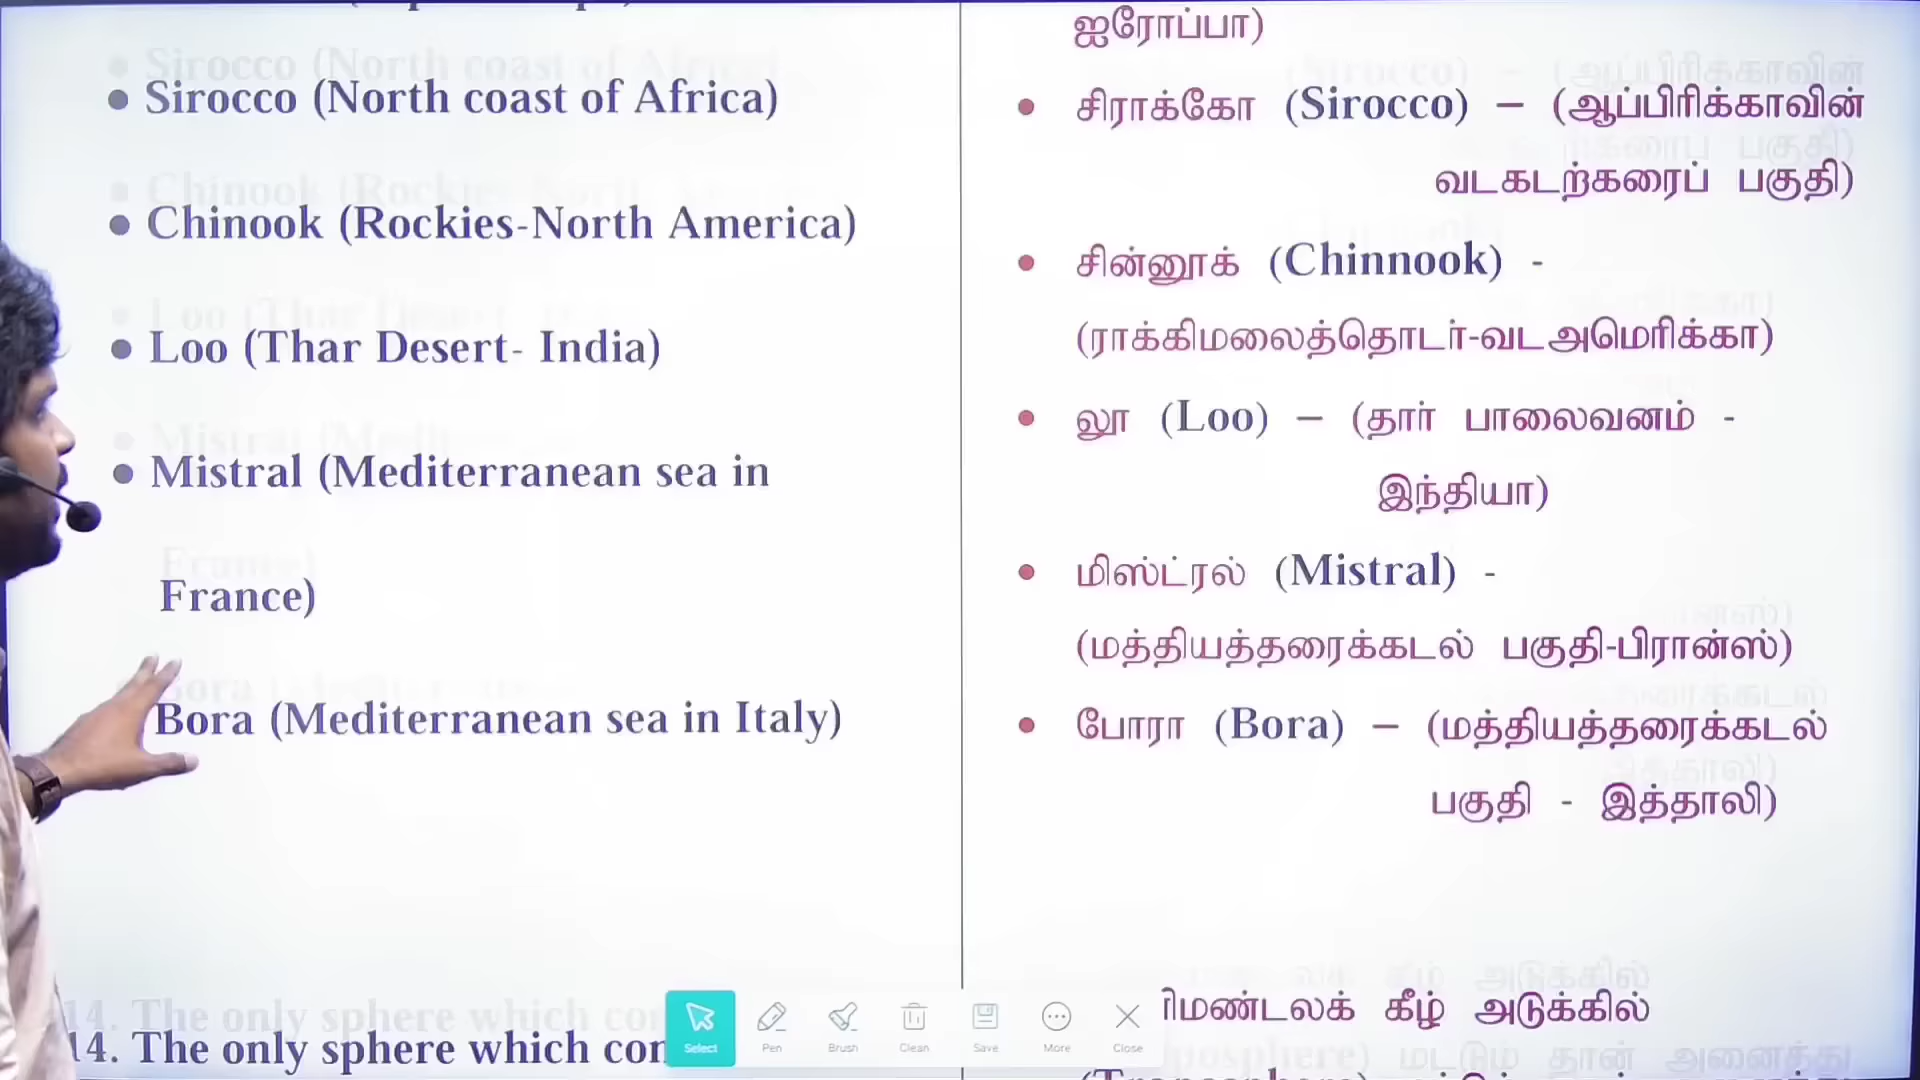 • Sirocco (North coast of Africa)
• Chinook (Rockies-North America)
• Loo (Thar Desert- India)
• Mistral (Mediterranean sea in
France)
Bora (Mediterranean sea in Italy)
14. The only sphere which
ஐரோப்பா)
• சிராக்கோ (Sirocco) – (ஆப்பிரிக்காவின்
வடகடற்கரைப் பகுதி)
• சின்னூக் (Chinnook) -
(ராக்கிமலைத்தொடர்-வடஅமெரிக்கா)
• லூ (Loo) – (தார் பாலைவனம் -
இந்தியா)
• மிஸ்ட்ரல் (Mistral) -
(மத்தியத்தரைக்கடல் பகுதி-பிரான்ஸ்)
• போரா (Bora) – (மத்தியத்தரைக்கடல்
பகுதி - இத்தாலி)
கீழ் அடுக்கில்
Select Pen Brush Clean Save More Close